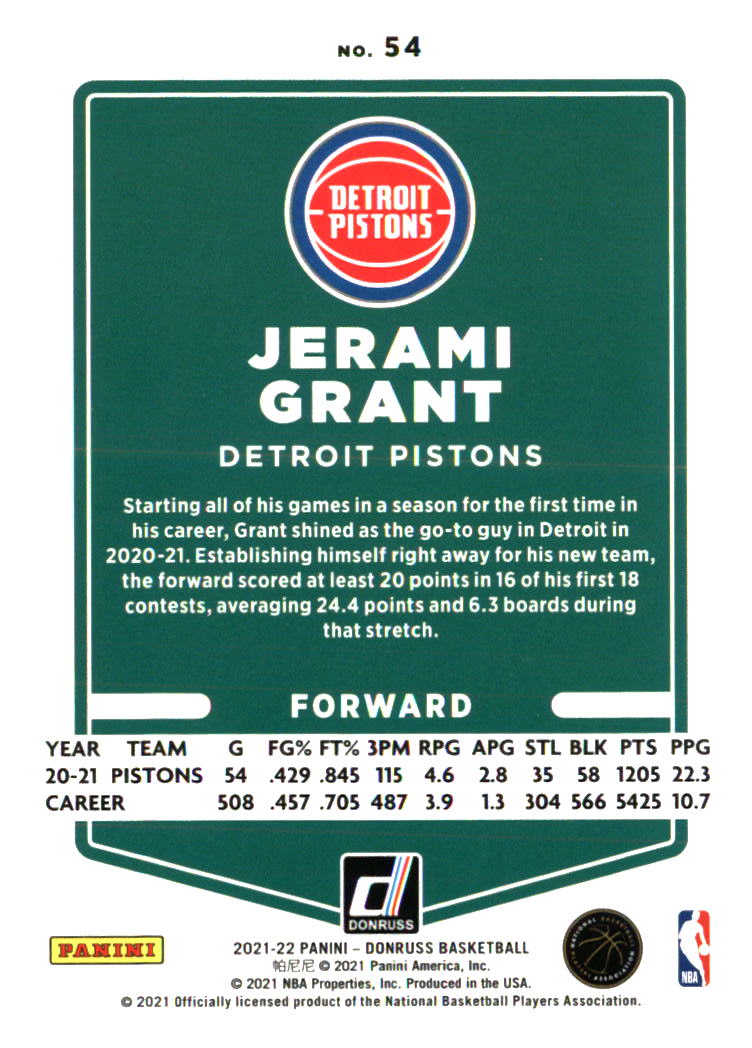 NO. 54
DETROIT
PISTONS
JERAMI
GRANT
DETROIT PISTONS
Starting all of his games in a season for the first time in
his career, Grant shined as the go-to guy in Detroit in
2020-21. Establishing himself right away for his new team,
the forward scored at least 20 points in 16 of his first 18
contests, averaging 24.4 points and 6.3 boards during
that stretch.
FORWARD
YEAR TEAM G FG% FT% 3PM RPG APG STL BLK PTS PPG
20-21 PISTONS 54 .429 .845 115 4.6 2.8 35 58 1205 22.3
CAREER 508 .457 .705 487 3.9 1.3 304 566 5425 10.7
DONRUSS
PANINI
2021-22 PANINI – DONRUSS BASKETBALL
帕尼尼 © 2021 Panini America, Inc.
© 2021 NBA Properties, Inc. Produced in the USA.
© 2021 Officially licensed product of the National Basketball Players Association.
NATIONAL BASKETBALL PLAYERS ASSOCIATION
NBA